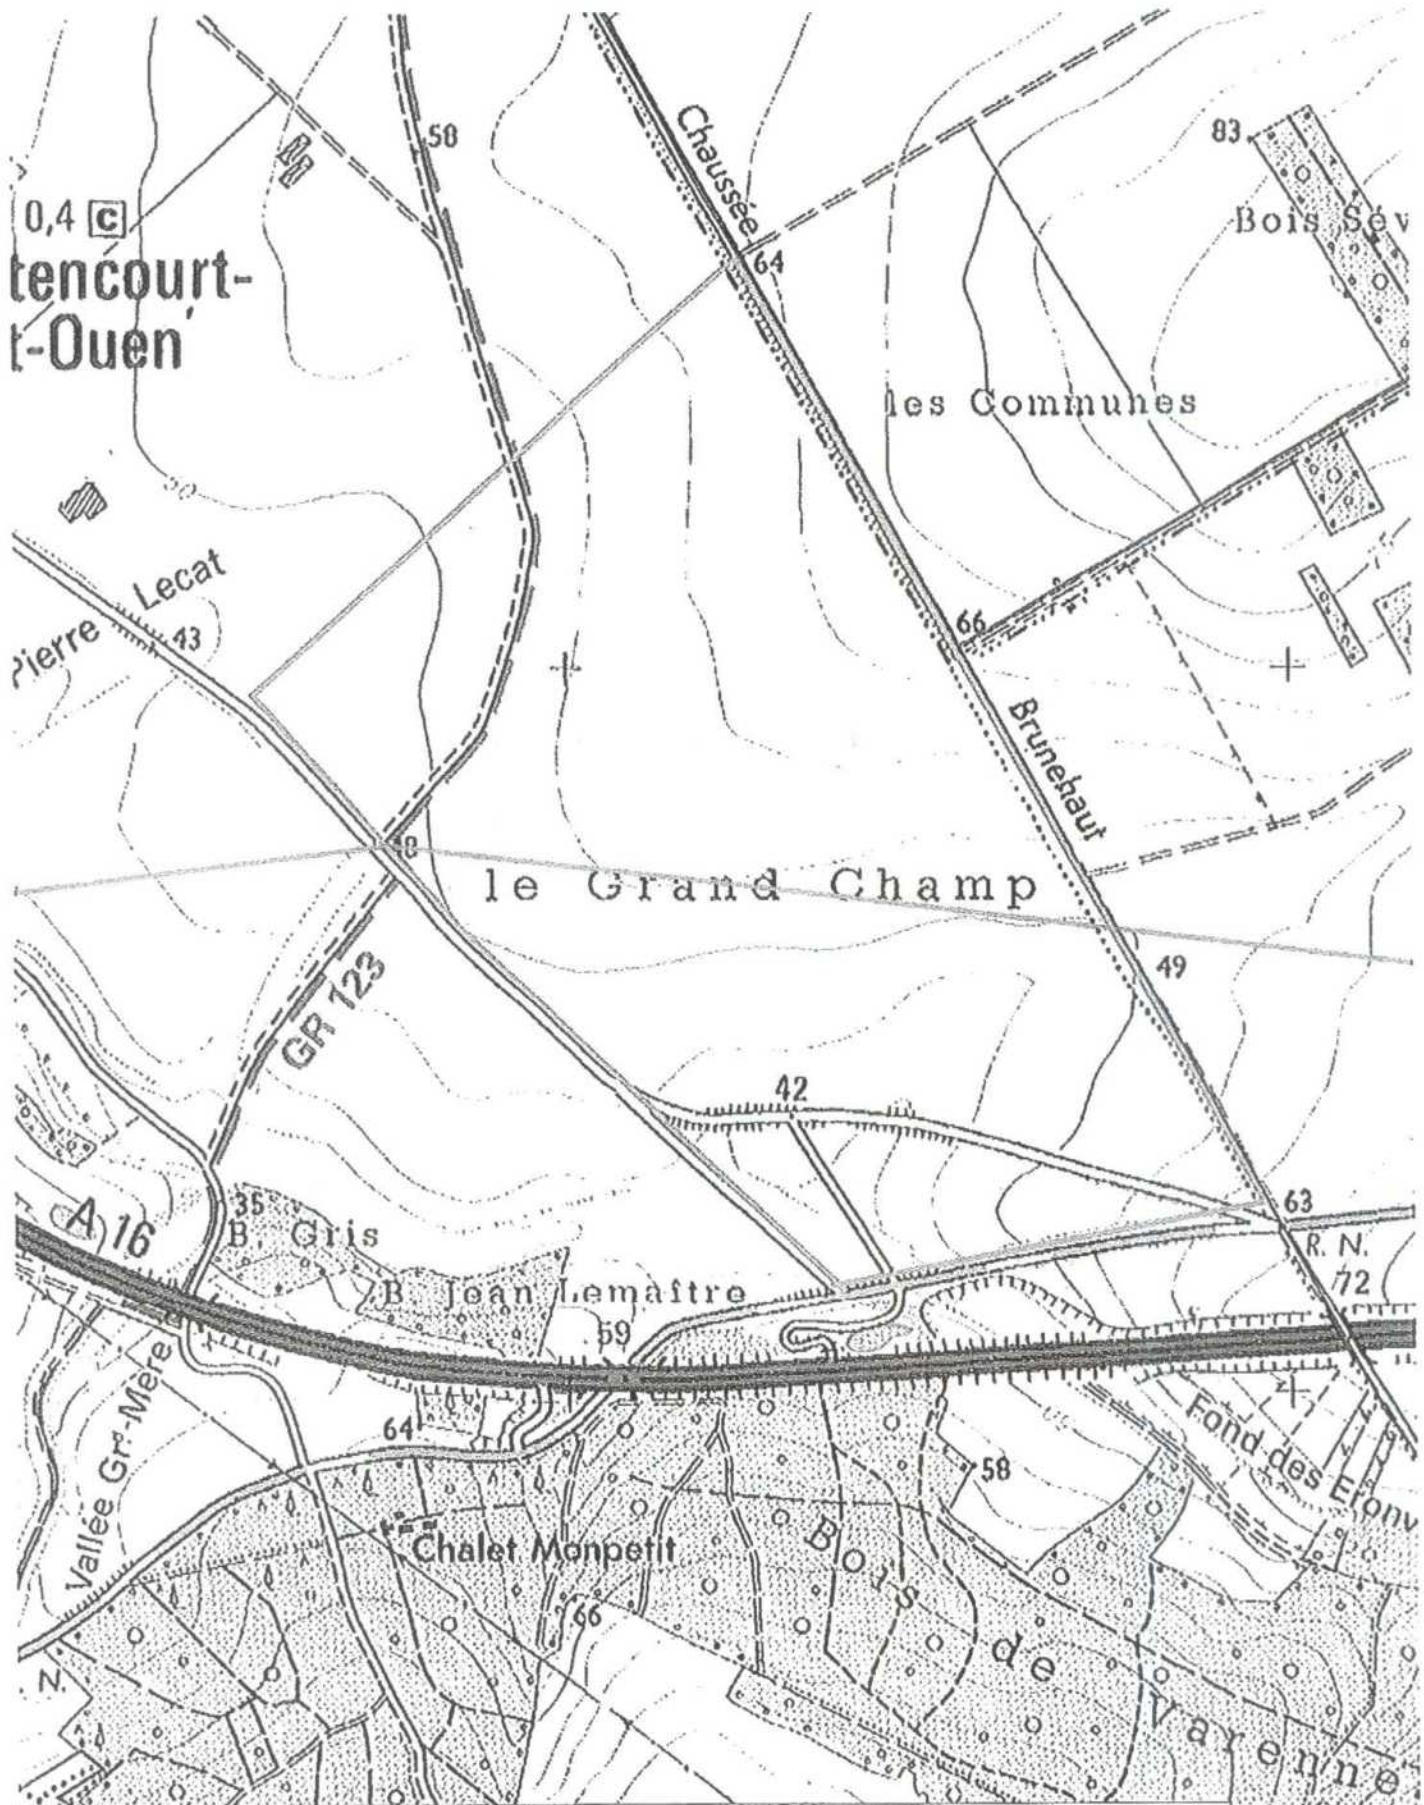 58
Chaussée
83
Bois Sév
0,4 C
tencourt-
t-Ouen
64
les Communes
Pierre Lecat
43
66
Brunehaut
48
le Grand Champ
49
GR 123
42
63
35
A 16
B. Gris
R. N.
72
B. Jean Lemaître
59
Vallée Gr.d-Mère
64
58
Fond des Eronv
Chalet Monpetit
Bois
66
de
Varenne
N.